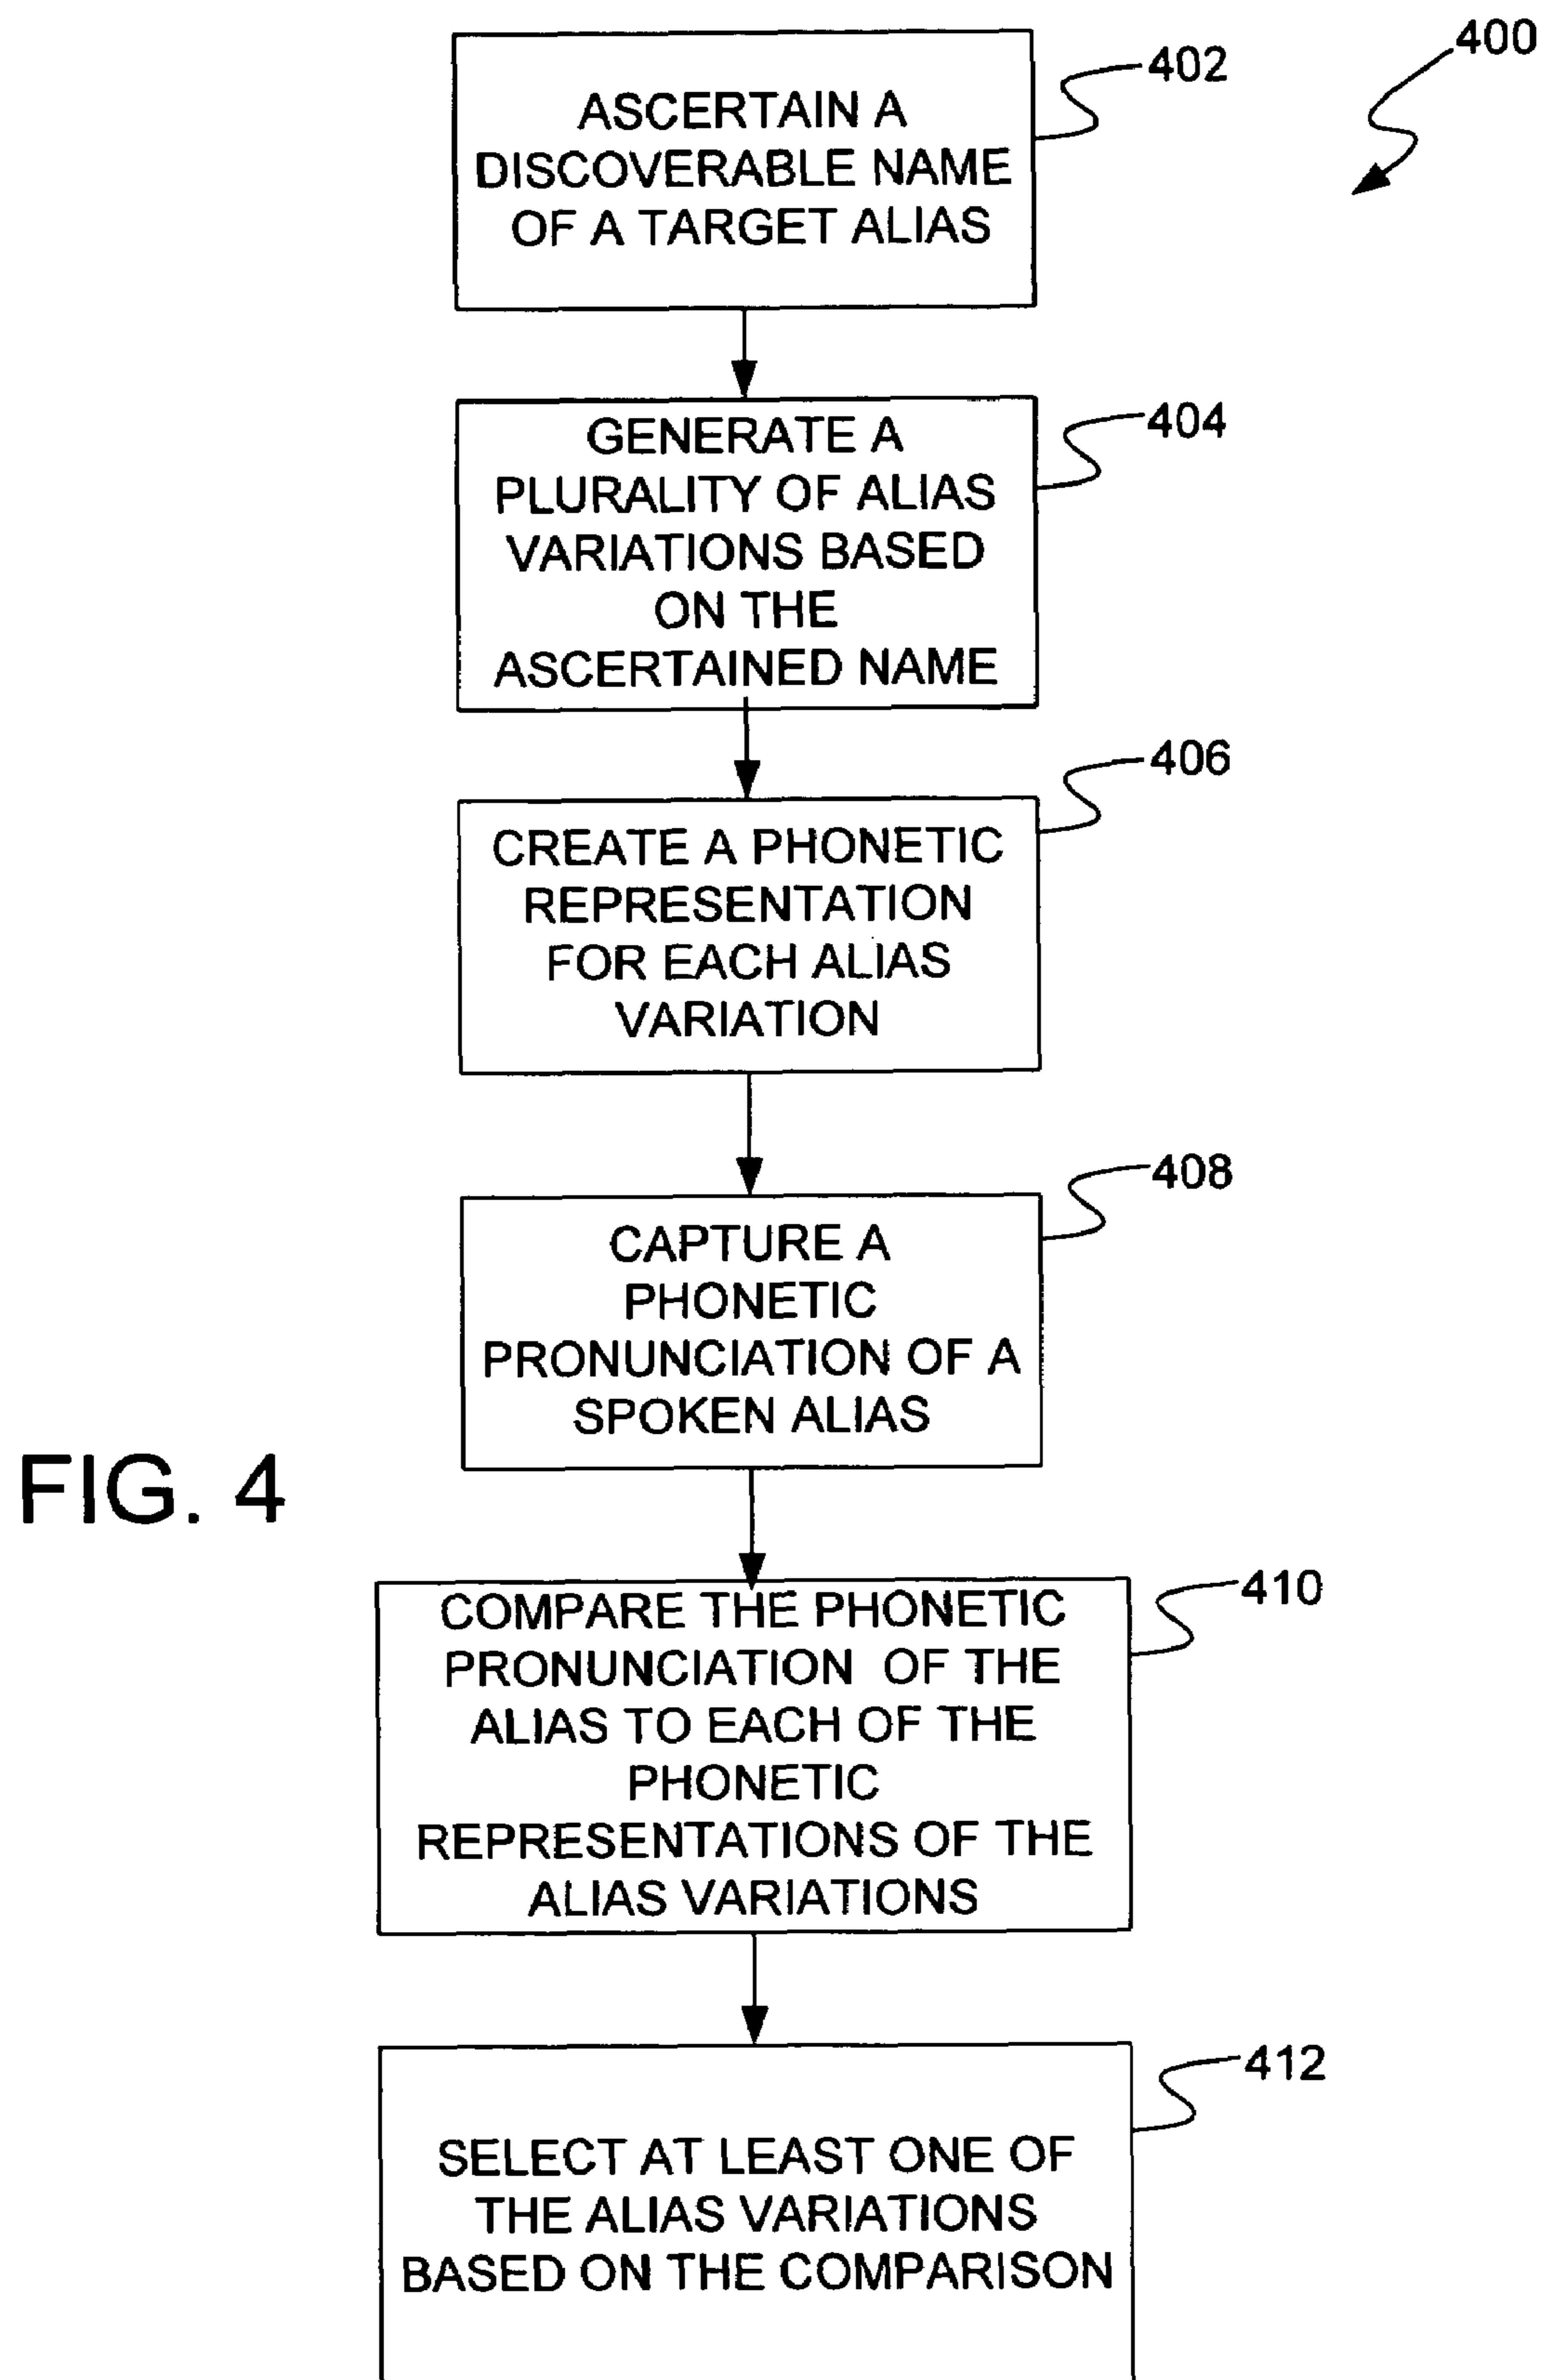 400
402
ASCERTAIN A
DISCOVERABLE NAME
OF A TARGET ALIAS
404
GENERATE A
PLURALITY OF ALIAS
VARIATIONS BASED
ON THE
ASCERTAINED NAME
406
CREATE A PHONETIC
REPRESENTATION
FOR EACH ALIAS
VARIATION
408
CAPTURE A
PHONETIC
PRONUNCIATION OF A
SPOKEN ALIAS
FIG. 4
410
COMPARE THE PHONETIC
PRONUNCIATION OF THE
ALIAS TO EACH OF THE
PHONETIC
REPRESENTATIONS OF THE
ALIAS VARIATIONS
412
SELECT AT LEAST ONE OF
THE ALIAS VARIATIONS
BASED ON THE COMPARISON